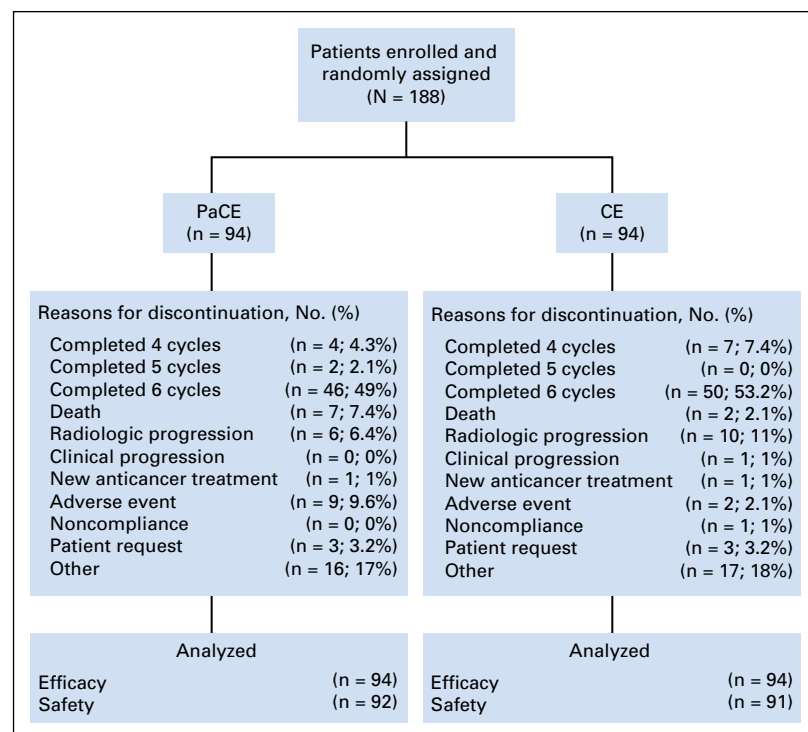 Patients enrolled and
randomly assigned
(N = 188)
PaCE
(n = 94)
CE
(n = 94)
Reasons for discontinuation, No. (%)
Completed 4 cycles (n = 4; 4.3%)
Completed 5 cycles (n = 2; 2.1%)
Completed 6 cycles (n = 46; 49%)
Death (n = 7; 7.4%)
Radiologic progression (n = 6; 6.4%)
Clinical progression (n = 0; 0%)
New anticancer treatment (n = 1; 1%)
Adverse event (n = 9; 9.6%)
Noncompliance (n = 0; 0%)
Patient request (n = 3; 3.2%)
Other (n = 16; 17%)
Reasons for discontinuation, No. (%)
Completed 4 cycles (n = 7; 7.4%)
Completed 5 cycles (n = 0; 0%)
Completed 6 cycles (n = 50; 53.2%)
Death (n = 2; 2.1%)
Radiologic progression (n = 10; 11%)
Clinical progression (n = 1; 1%)
New anticancer treatment (n = 1; 1%)
Adverse event (n = 2; 2.1%)
Noncompliance (n = 1; 1%)
Patient request (n = 3; 3.2%)
Other (n = 17; 18%)
Analyzed
Efficacy (n = 94)
Safety (n = 92)
Analyzed
Efficacy (n = 94)
Safety (n = 91)